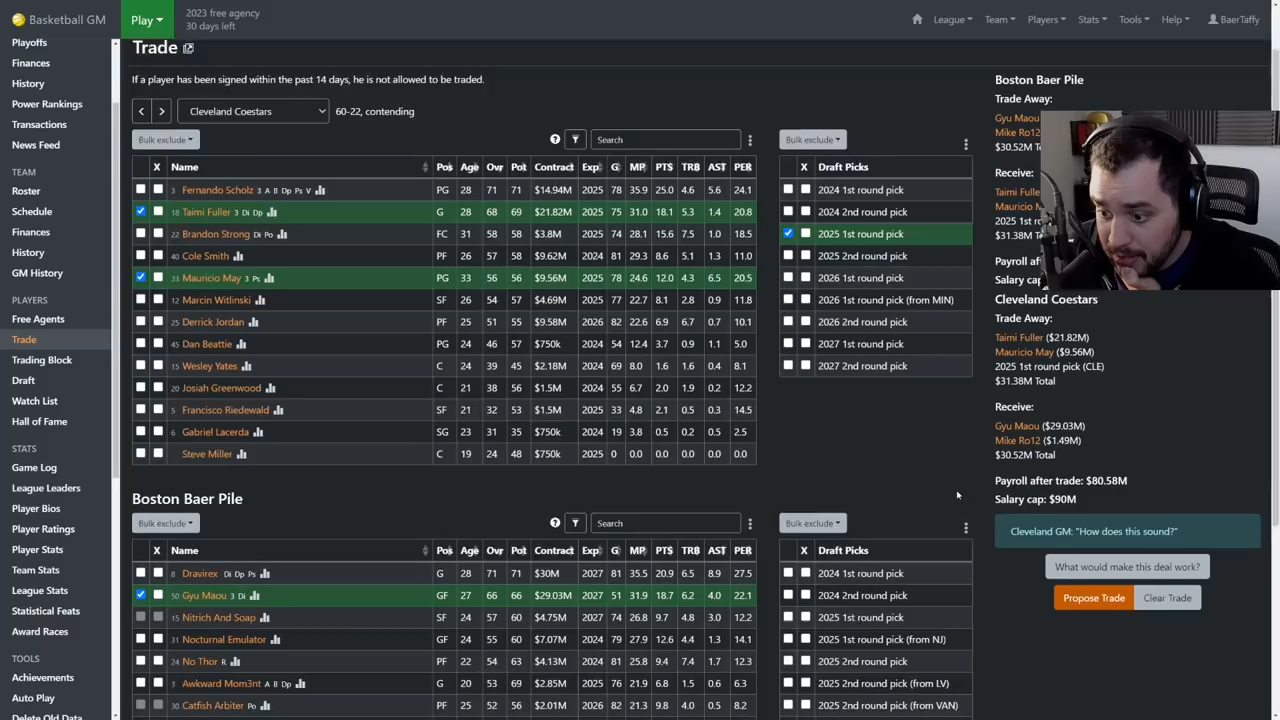 Basketball GM
Play
2023 free agency
30 days left
League
Team
Players
Stats
Tools
Help
BaerTaffy
Playoffs
Finances
History
Power Rankings
Transactions
News Feed
TEAM
Roster
Schedule
Finances
History
GM History
PLAYERS
Free Agents
Trade
Trading Block
Draft
Watch List
Hall of Fame
STATS
Game Log
League Leaders
Player Bios
Player Ratings
Player Stats
Team Stats
League Stats
Statistical Feats
Award Races
TOOLS
Achievements
Auto Play
Delete Old Data
Trade
If a player has been signed within the past 14 days, he is not allowed to be traded.
Cleveland Coestars 60-22, contending
Bulk exclude
Search
X Name Pos Age Ovr Pot Contract Exp G MP PTS TRB AST PER
3 Fernando Scholz 3 A B Dp Ps V PG 28 71 71 $14.94M 2025 78 35.9 25.0 4.6 5.6 24.1
18 Taimi Fuller 3 Di Dp G 28 68 69 $21.82M 2025 75 31.0 18.1 5.3 1.4 20.8
22 Brandon Strong Di Po FC 31 58 58 $3.8M 2025 74 28.1 15.6 7.5 1.0 18.5
40 Cole Smith PF 26 57 58 $9.62M 2024 81 29.3 8.6 6.1 1.3 11.0
33 Mauricio May 3 Ps PG 33 56 56 $9.56M 2025 78 24.6 12.0 4.3 6.5 20.5
12 Marcin Witlinski SF 26 54 57 $4.69M 2025 77 22.7 8.1 2.8 0.9 11.8
25 Derrick Jordan PF 25 51 55 $9.58M 2026 82 22.6 6.9 6.7 0.7 10.1
45 Dan Beattie PG 24 46 57 $750k 2024 54 12.4 3.7 0.9 1.1 5.0
15 Wesley Yates C 24 39 45 $2.18M 2024 69 8.0 1.6 1.6 0.4 8.1
20 Josiah Greenwood C 21 38 56 $1.5M 2024 55 6.7 2.0 1.9 0.2 12.2
5 Francisco Riedewald SF 21 32 53 $1.5M 2025 33 4.8 2.1 0.5 0.3 14.5
6 Gabriel Lacerda SG 23 31 35 $750k 2024 19 3.8 0.5 0.2 0.5 2.5
Steve Miller C 19 24 48 $750k 2025 0 0.0 0.0 0.0 0.0 0.0
Bulk exclude
X Draft Picks
2024 1st round pick
2024 2nd round pick
2025 1st round pick
2025 2nd round pick
2026 1st round pick
2026 1st round pick (from MIN)
2026 2nd round pick
2027 1st round pick
2027 2nd round pick
Boston Baer Pile
Bulk exclude
Search
X Name Pos Age Ovr Pot Contract Exp G MP PTS TRB AST PER
8 Dravirex Di Dp Ps G 28 71 71 $30M 2027 81 35.5 20.9 6.5 8.9 27.5
50 Gyu Maou 3 Di GF 27 66 66 $29.03M 2027 51 31.9 18.7 6.2 4.0 22.1
15 Nitrich And Soap SF 24 57 60 $4.75M 2027 74 26.8 9.7 4.8 3.0 12.2
31 Nocturnal Emulator GF 24 55 60 $7.07M 2024 79 27.9 12.6 4.4 1.3 14.1
24 No Thor R PF 22 54 63 $4.13M 2024 81 25.8 9.4 7.4 1.7 12.3
3 Awkward Mom3nt A B Dp G 20 53 69 $2.85M 2025 76 21.9 6.8 1.5 0.6 6.3
30 Catfish Arbiter Po PF 25 52 56 $2.01M 2026 82 21.3 9.8 4.0 0.5 8.2
Bulk exclude
X Draft Picks
2024 1st round pick
2024 2nd round pick
2025 1st round pick
2025 1st round pick (from NJ)
2025 2nd round pick
2025 2nd round pick (from LV)
2025 2nd round pick (from VAN)
Boston Baer Pile
Trade Away:
Gyu Maou
Mike Ro12
$30.52M
Receive:
Taimi
Mauricio
2025 1st
$31.38M
Payroll after
Salary cap:
Cleveland Coestars
Trade Away:
Taimi Fuller ($21.82M)
Mauricio May ($9.56M)
2025 1st round pick (CLE)
$31.38M Total
Receive:
Gyu Maou ($29.03M)
Mike Ro12 ($1.49M)
$30.52M Total
Payroll after trade: $80.58M
Salary cap: $90M
Cleveland GM: "How does this sound?"
What would make this deal work?
Propose Trade
Clear Trade